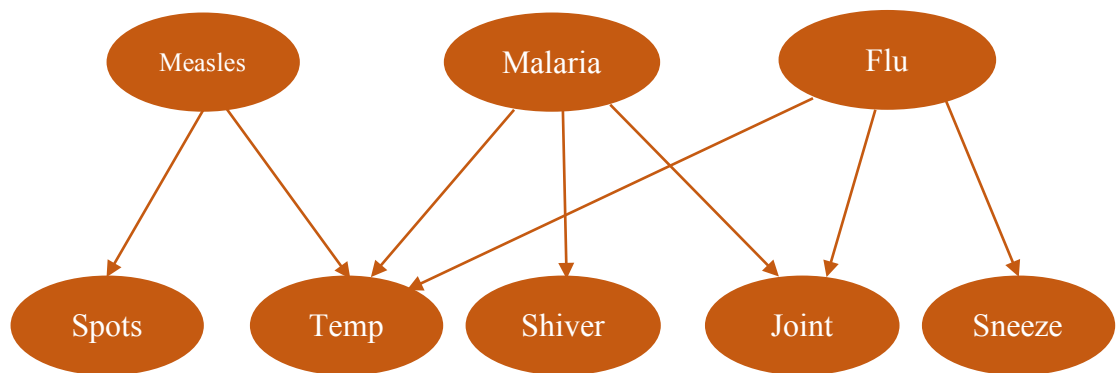 Measles
Malaria
Flu
Spots
Temp
Shiver
Joint
Sneeze